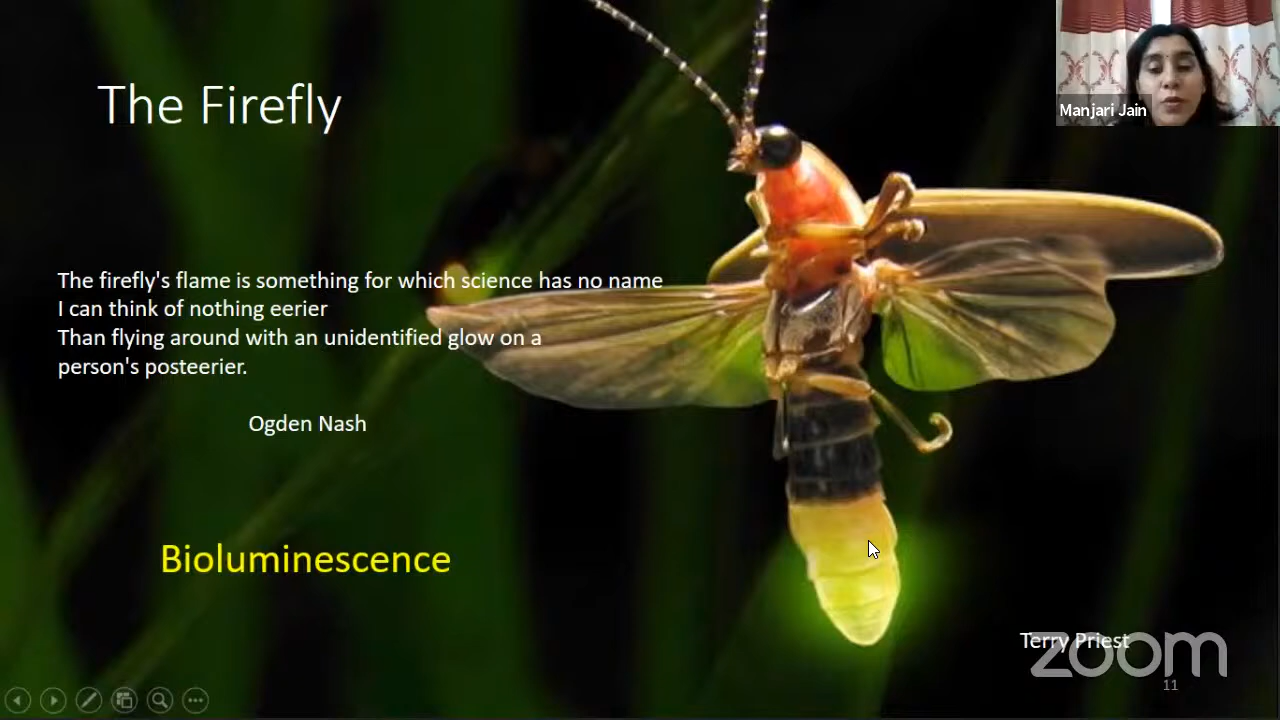 The Firefly
Manjari Jain
The firefly's flame is something for which science has no name
I can think of nothing eerier
Than flying around with an unidentified glow on a
person's posteerier.
Ogden Nash
Bioluminescence
Terry Priest
zoom
11